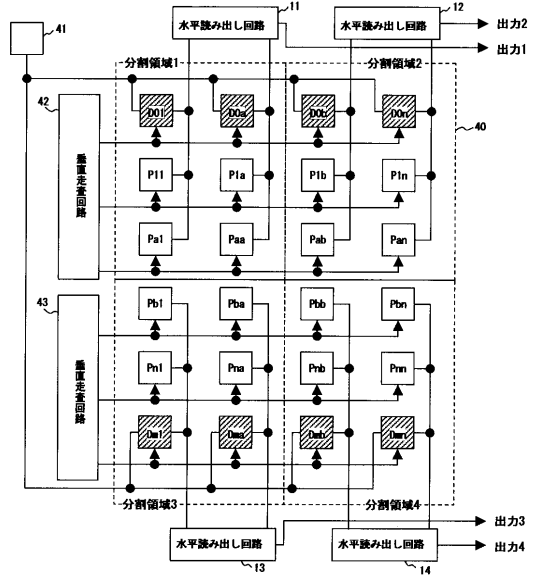 41
11
水平読み出し回路
12
水平読み出し回路
出力2
出力1
分割領域1
分割領域2
42
垂直走査回路
D01
D0a
D0b
D0n
40
P11
P1a
P1b
P1n
Pa1
Paa
Pab
Pan
43
垂直走査回路
Pb1
Pba
Pbb
Pbn
Pn1
Pna
Pnb
Pnn
Dm1
Dma
Dmb
Dmn
分割領域3
分割領域4
水平読み出し回路
13
水平読み出し回路
14
出力3
出力4